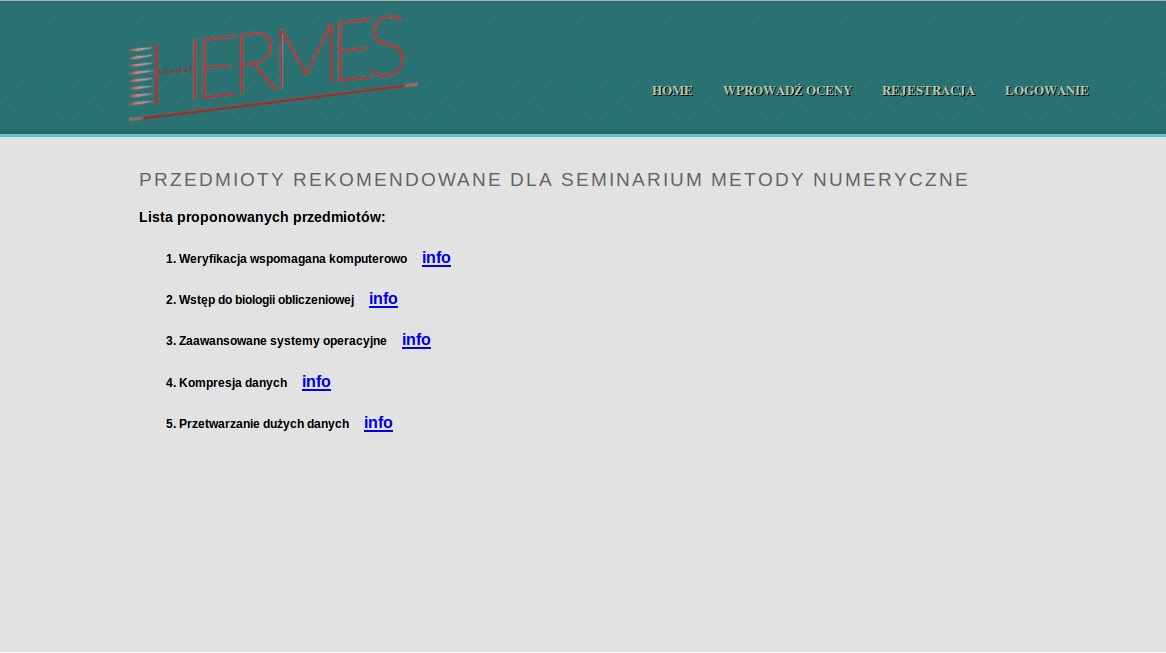 HERMES
HOME WPROWADŹ OCENY REJESTRACJA LOGOWANIE
PRZEDMIOTY REKOMENDOWANE DLA SEMINARIUM METODY NUMERYCZNE
Lista proponowanych przedmiotów:
1. Weryfikacja wspomagana komputerowo info
2. Wstęp do biologii obliczeniowej info
3. Zaawansowane systemy operacyjne info
4. Kompresja danych info
5. Przetwarzanie dużych danych info